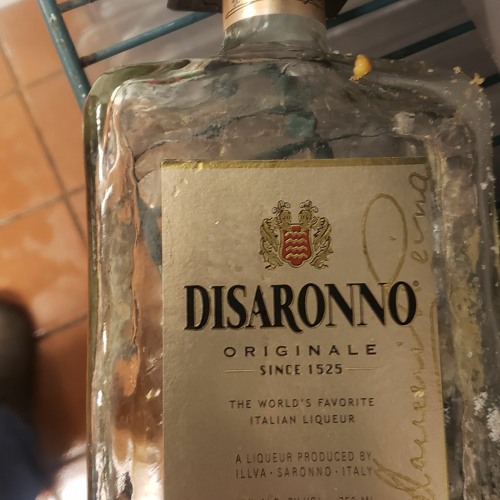 DISARONNO®
ORIGINALE
SINCE 1525
THE WORLD'S FAVORITE
ITALIAN LIQUEUR
A LIQUEUR PRODUCED BY
ILLVA · SARONNO · ITALY